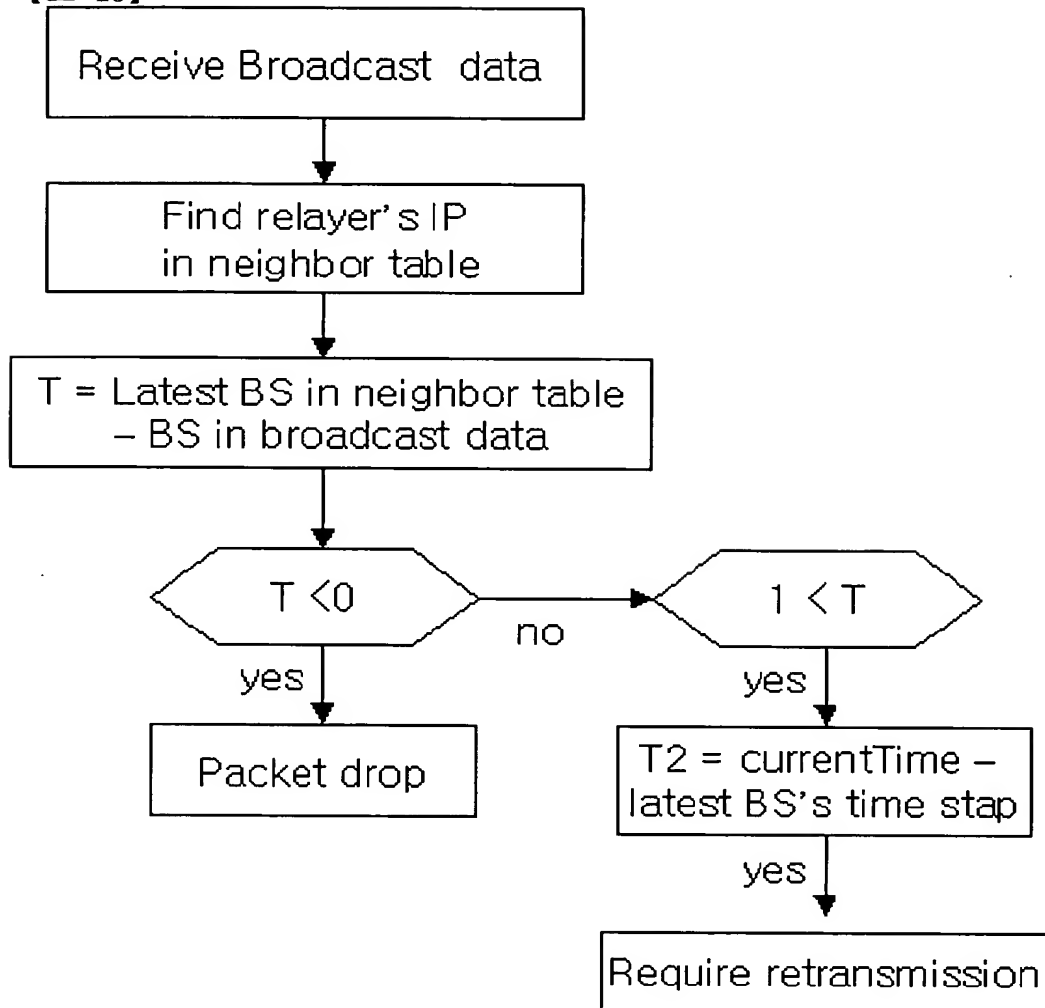 Receive Broadcast data
Find relayer's IP
in neighbor table
T = Latest BS in neighbor table
– BS in broadcast data
T <0
no
1 < T
yes
yes
Packet drop
T2 = currentTime –
latest BS's time stap
yes
Require retransmission